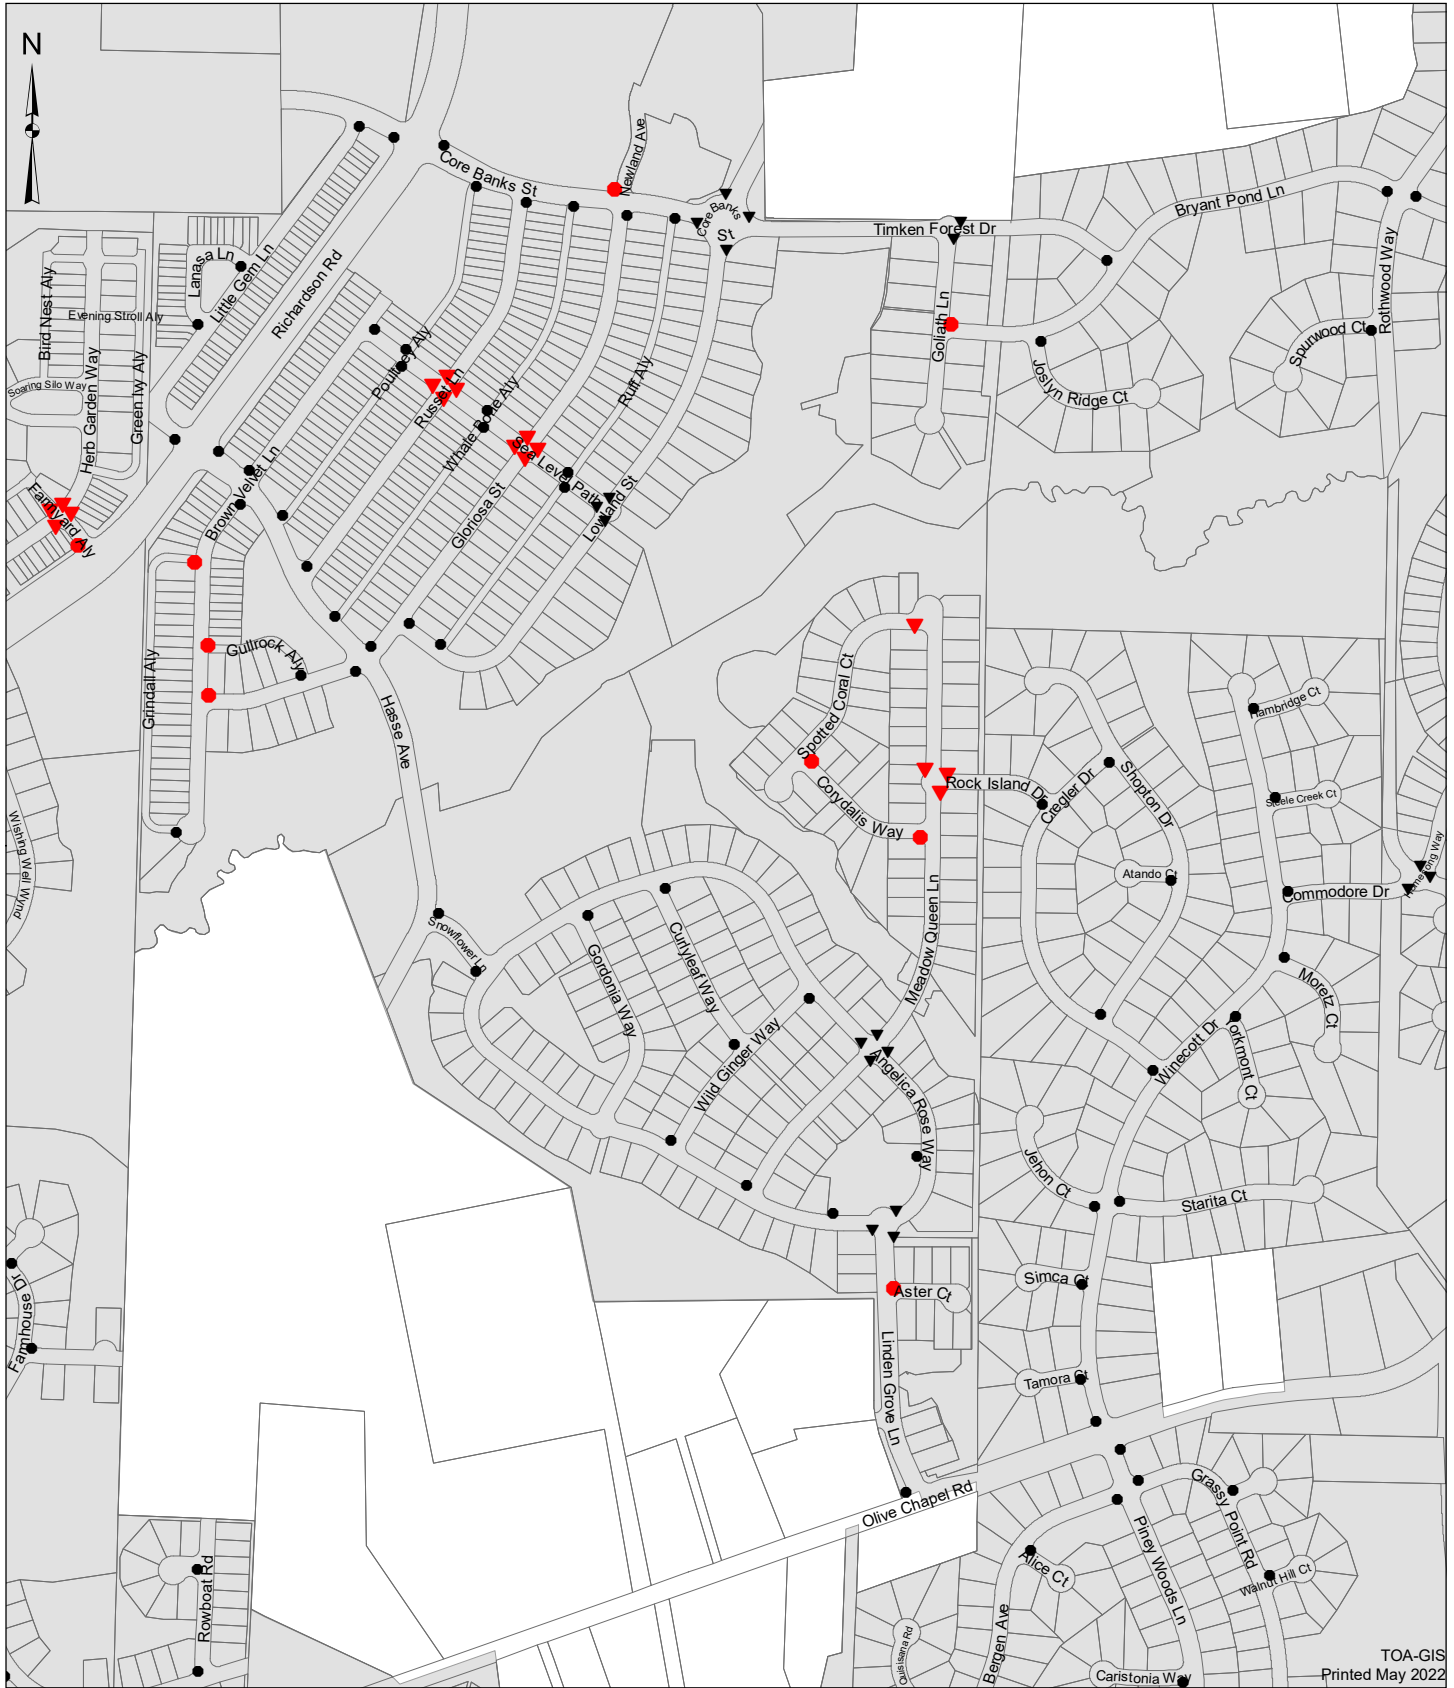 N
Newland Ave
Core Banks St
Core Banks
St
Timken Forest Dr
Bryant Pond Ln
Lanasa Ln
Little Gem Ln
Richardson Rd
Rothwood Way
Bird Nest Aly
Evening Stroll Aly
Goliath Ln
Spurwood Ct
Poultney Aly
Green Ivy Aly
Soaring Silo Way
Herb Garden Way
Russet Ln
Ruff Aly
Joslyn Ridge Ct
Whale Bone Aly
Sea Level Path
Brown Velvet Ln
Gloriosa St
Lowland St
Farmyard Aly
Gullrock Aly
Grindall Aly
Spotted Coral Ct
Hasse Ave
Hambridge Ct
Rock Island Dr
Cregler Dr
Shopton Dr
Steele Creek Ct
Corydalis Way
Wishing Well Wynd
Atando Ct
Commodore Dr
Meadow Queen Ln
Snowflower Ln
Gordonia Way
Curlyleaf Way
Moretz Ct
Wild Ginger Way
Winecott Dr
Yorkmont Ct
Angelica Rose Way
Jehon Ct
Starita Ct
Farmhouse Dr
Simca Ct
Aster Ct
Linden Grove Ln
Tamora Ct
Olive Chapel Rd
Grassy Point Rd
Piney Woods Ln
Alice Ct
Walnut Hill Ct
Rowboat Rd
Bergen Ave
Caristonia Way
TOA-GIS
Printed May 2022